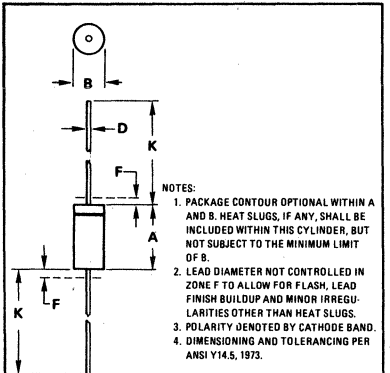 B
D
K
F
NOTES:
1. PACKAGE CONTOUR OPTIONAL WITHIN A
AND B. HEAT SLUGS, IF ANY, SHALL BE
INCLUDED WITHIN THIS CYLINDER, BUT
NOT SUBJECT TO THE MINIMUM LIMIT
OF B.
A
2. LEAD DIAMETER NOT CONTROLLED IN
ZONE F TO ALLOW FOR FLASH, LEAD
FINISH BUILDUP AND MINOR IRREGU-
LARITIES OTHER THAN HEAT SLUGS.
F
K
3. POLARITY DENOTED BY CATHODE BAND.
4. DIMENSIONING AND TOLERANCING PER
ANSI Y14.5, 1973.